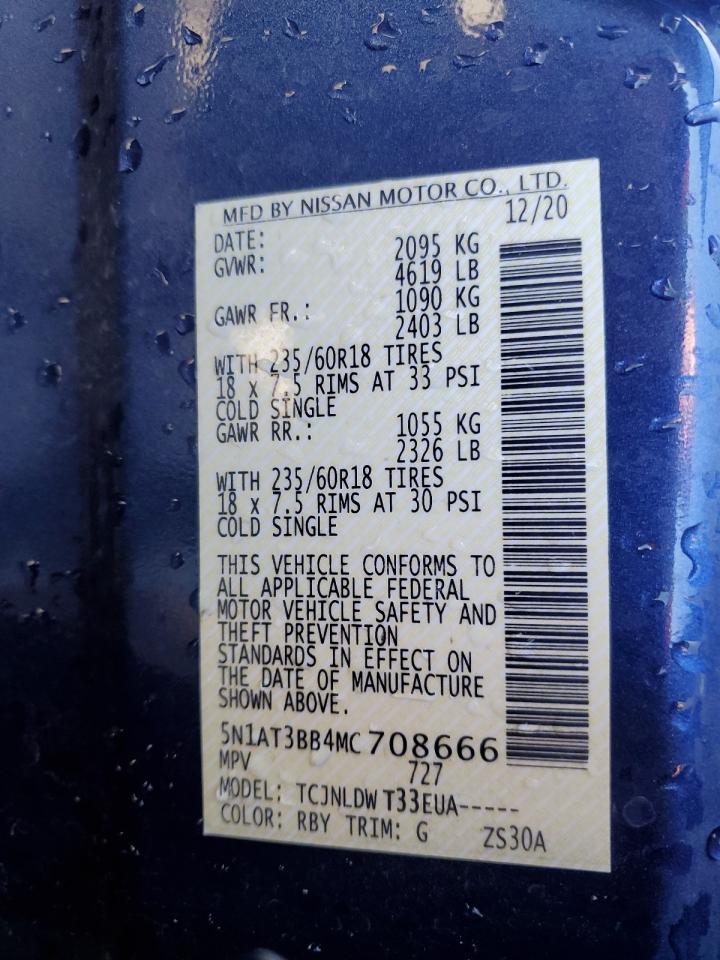 MFD BY NISSAN MOTOR CO., LTD.
DATE: 12/20
GVWR: 2095 KG
4619 LB
GAWR FR.: 1090 KG
2403 LB
WITH 235/60R18 TIRES
18 x 7.5 RIMS AT 33 PSI
COLD SINGLE
GAWR RR.: 1055 KG
2326 LB
WITH 235/60R18 TIRES
18 x 7.5 RIMS AT 30 PSI
COLD SINGLE
THIS VEHICLE CONFORMS TO
ALL APPLICABLE FEDERAL
MOTOR VEHICLE SAFETY AND
THEFT PREVENTION
STANDARDS IN EFFECT ON
THE DATE OF MANUFACTURE
SHOWN ABOVE.
5N1AT3BB4MC708666
MPV 727
MODEL: TCJNLDWT33EUA-----
COLOR: RBY TRIM: G ZS30A